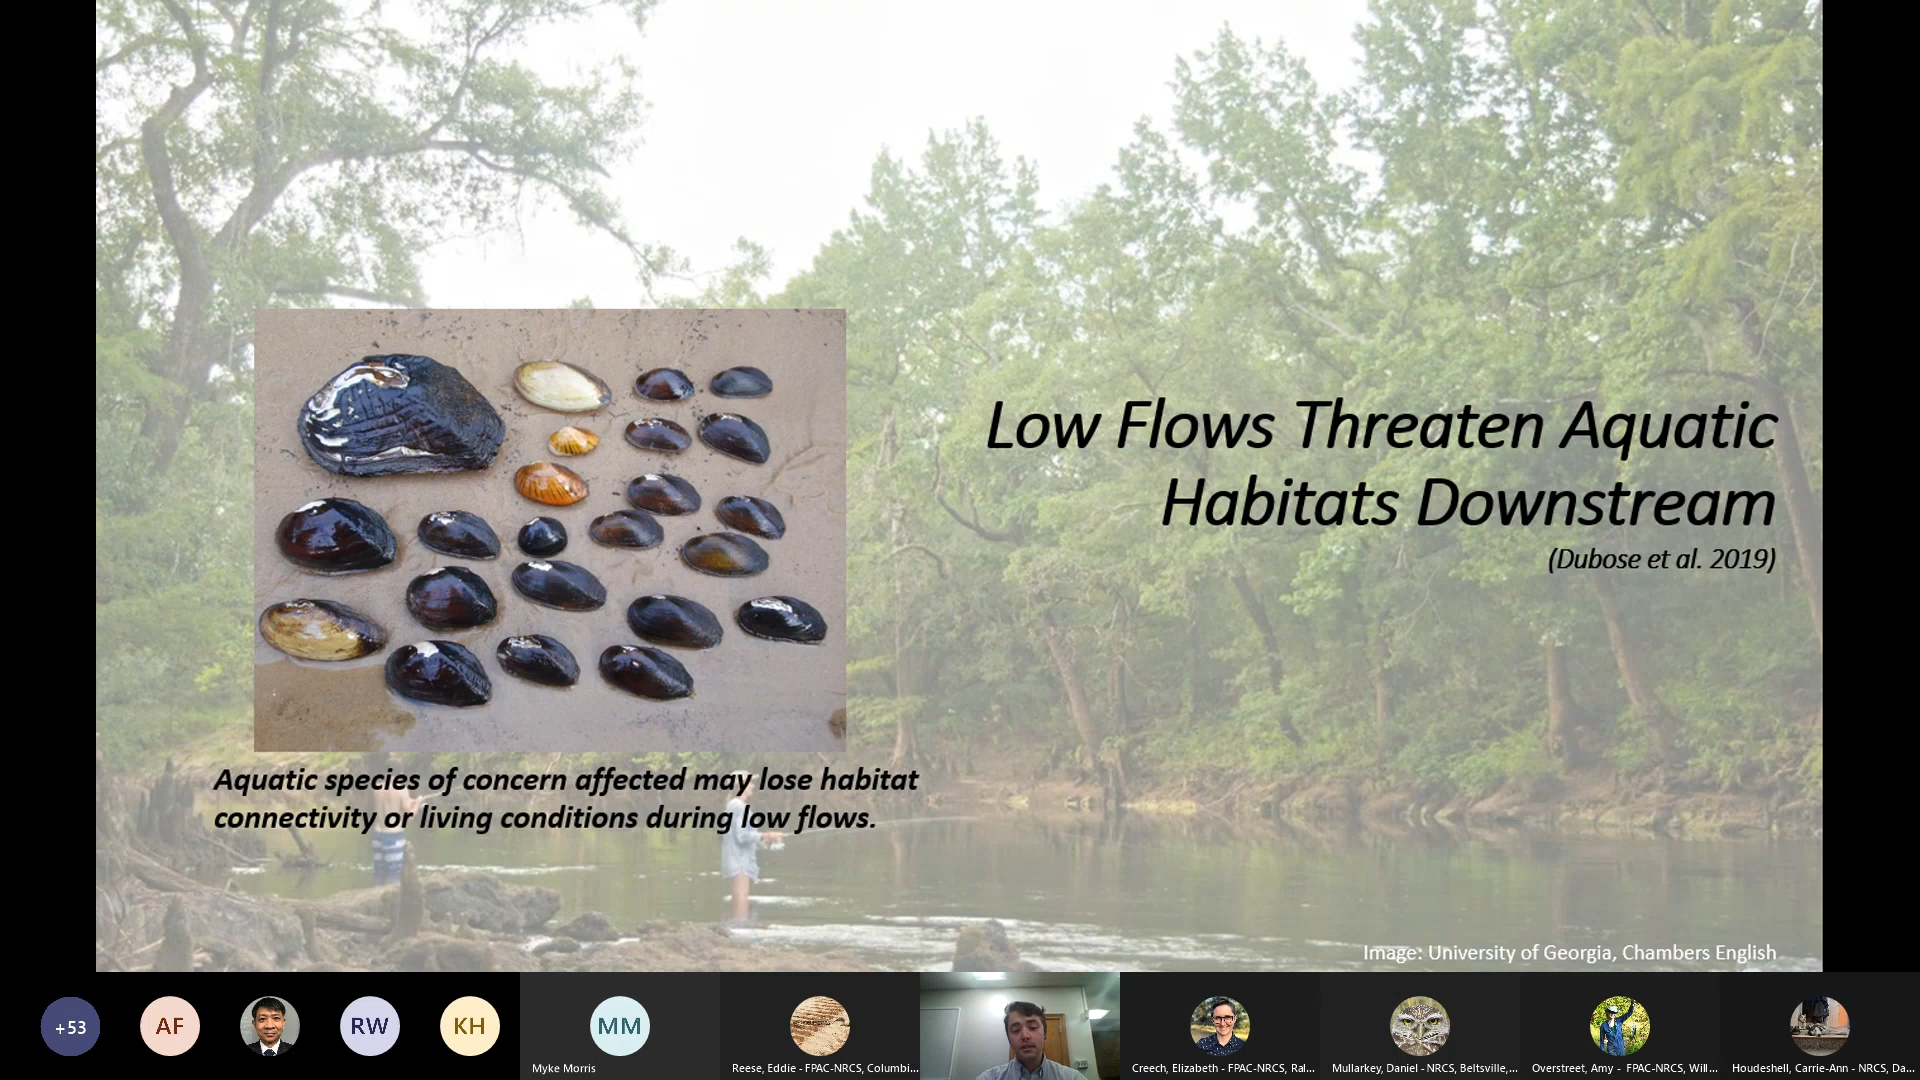 Low Flows Threaten Aquatic
Habitats Downstream
(Dubose et al. 2019)
Aquatic species of concern affected may lose habitat
connectivity or living conditions during low flows.
Image: University of Georgia, Chambers English
+53
AF
RW
KH
MM
Myke Morris
Reese, Eddie - FPAC-NRCS, Columbi...
Creech, Elizabeth - FPAC-NRCS, Ral...
Mullarkey, Daniel - NRCS, Beltsville,...
Overstreet, Amy - FPAC-NRCS, Will...
Houdeshell, Carrie-Ann - NRCS, Da...